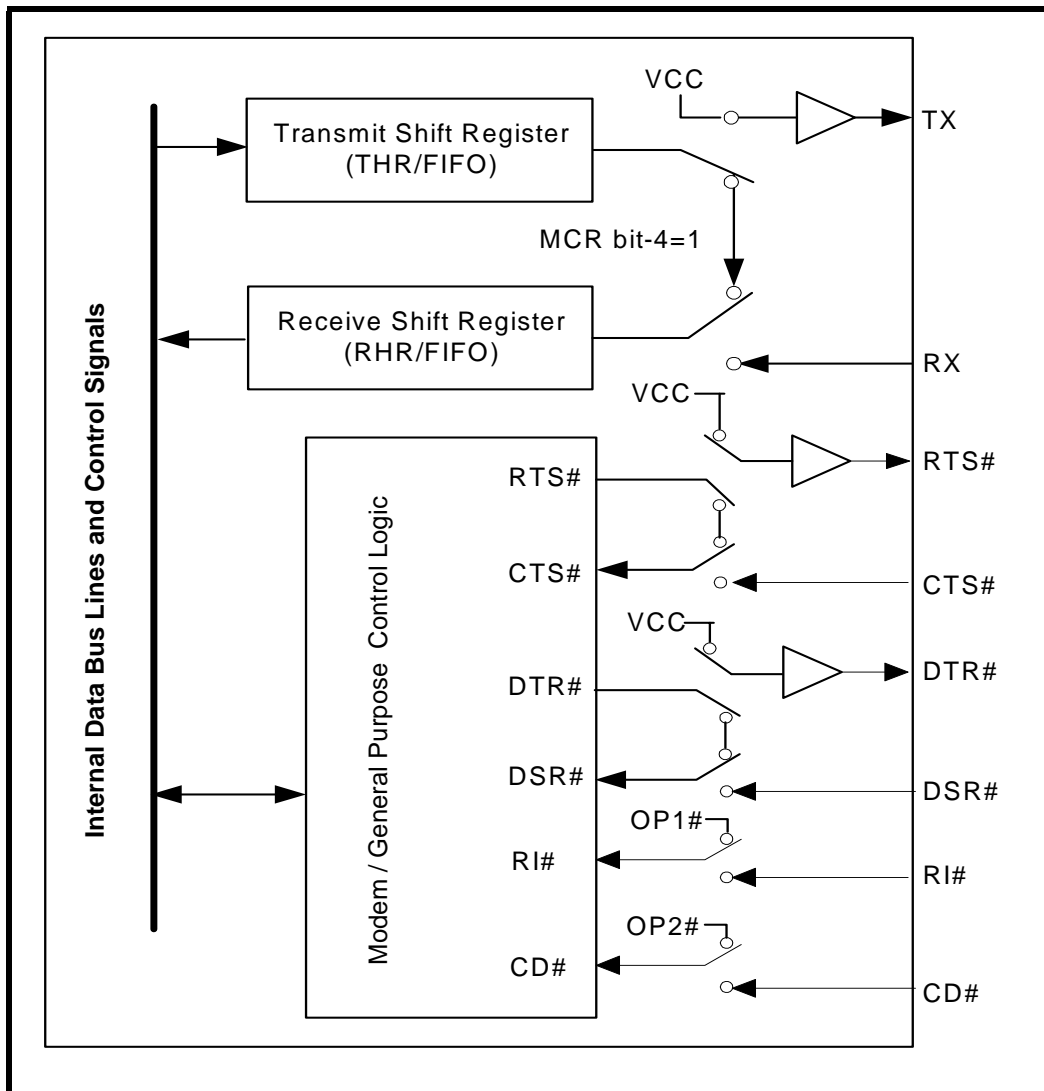 VCC
TX
Transmit Shift Register
(THR/FIFO)
MCR bit-4=1
Receive Shift Register
(RHR/FIFO)
RX
VCC
RTS#
RTS#
CTS#
CTS#
VCC
DTR#
DTR#
DSR#
DSR#
OP1#
RI#
RI#
OP2#
CD#
CD#
Internal Data Bus Lines and Control Signals
Modem / General Purpose Control Logic